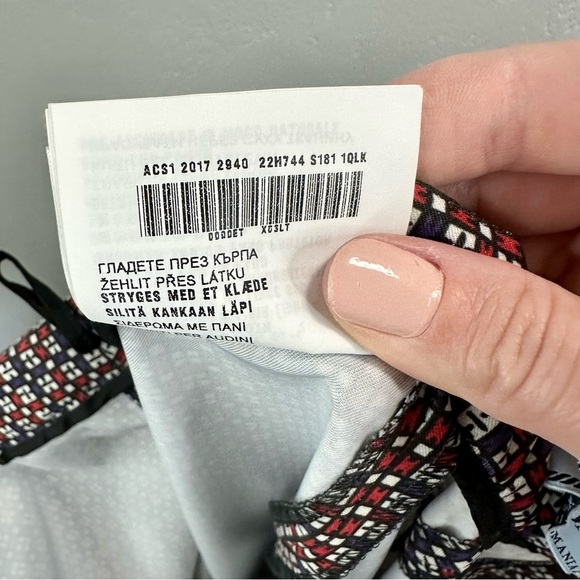 ACS1 2017 2940 22H744 S181 1QLK
ГЛАДЕТЕ ПРЕЗ КЪРПА
ŽEHLIT PŘES LÁTKU
STRYGES MED ET KLÆDE
SILITÄ KANKAAN LÄPI
ΣΙΔΕΡΩΜΑ ΜΕ ΠΑΝΙ
AUDINI